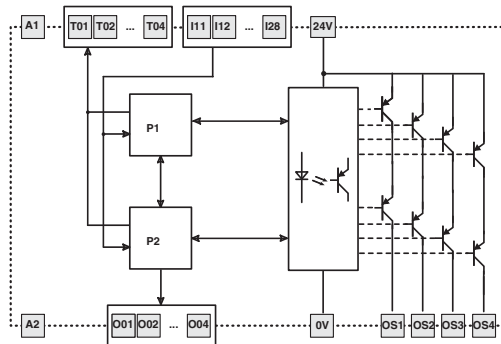 A1 T01 T02 ... T04 I11 I12 ... I28 24V
P1
P2
A2 O01 O02 ... O04 0V OS1 OS2 OS3 OS4